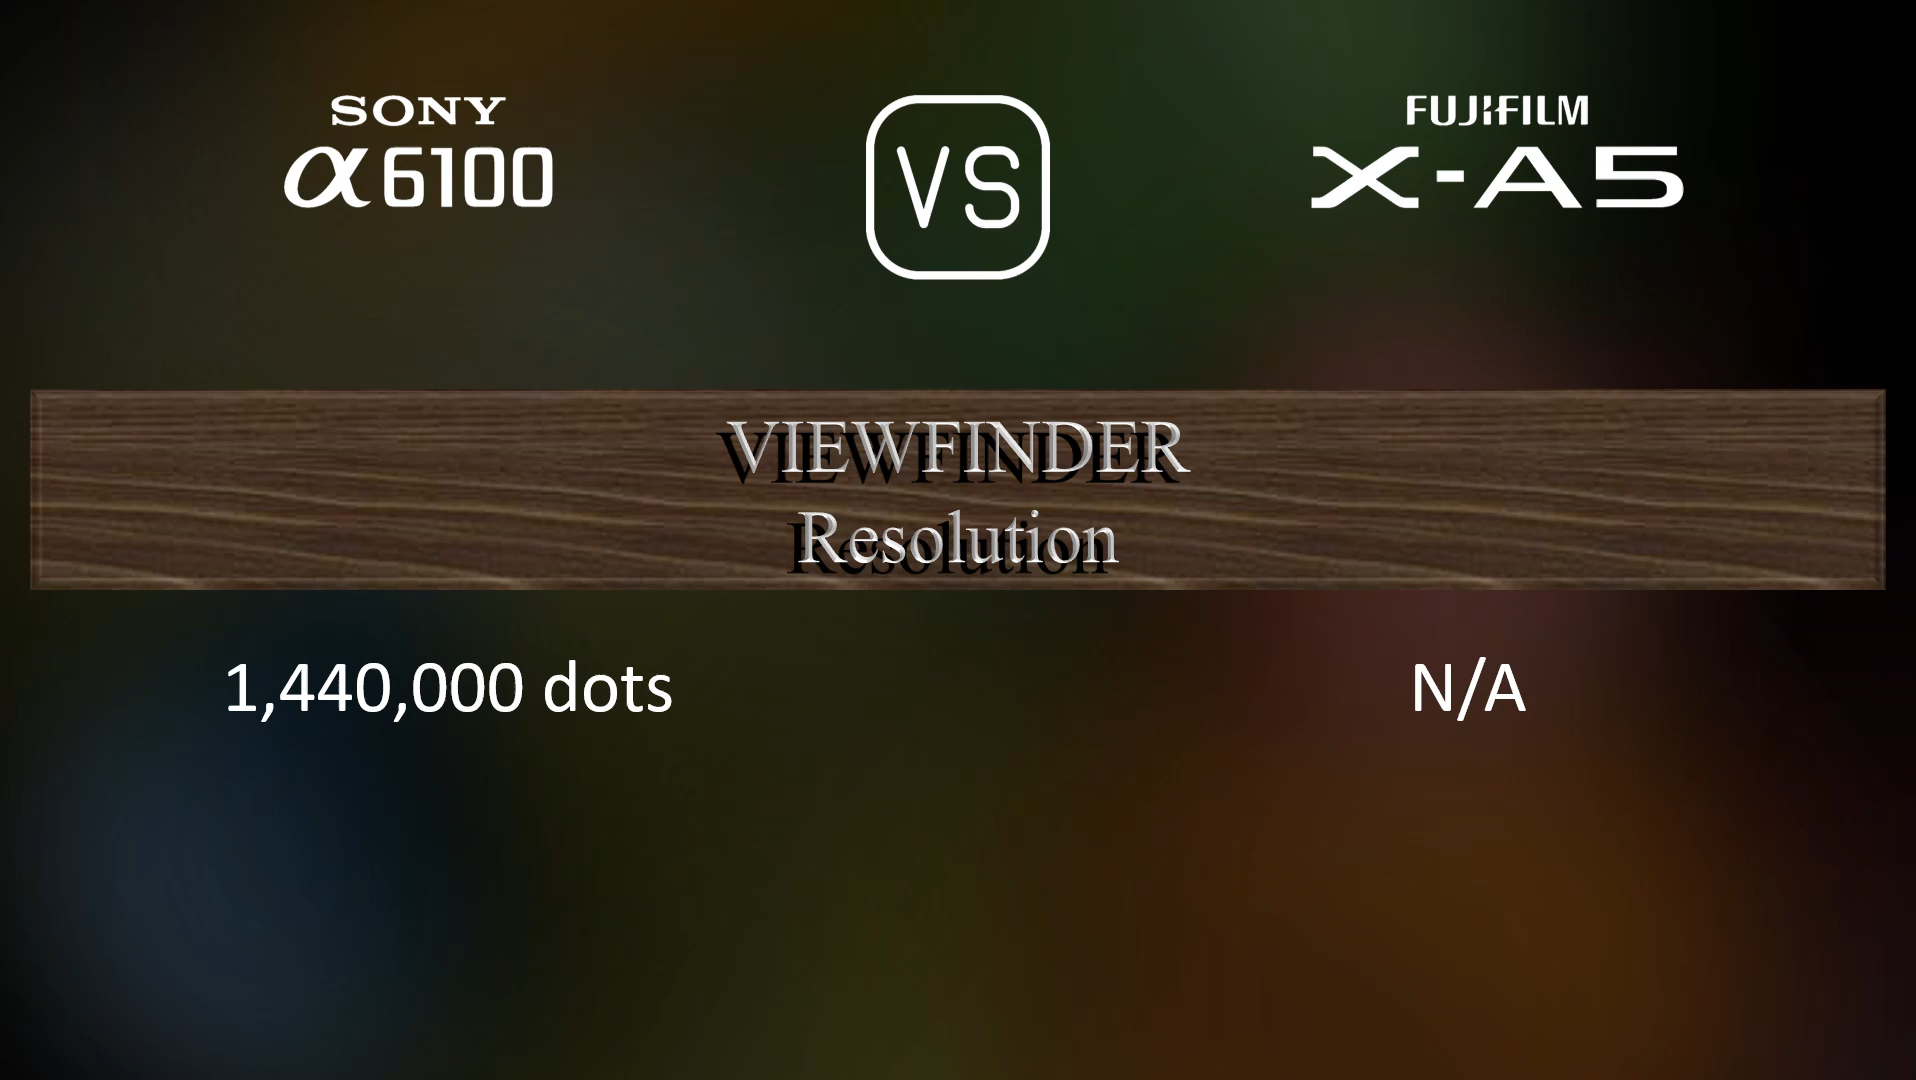 SONY
α6100
VS
FUJIFILM
X-A5
VIEWFINDER
Resolution
1,440,000 dots
N/A